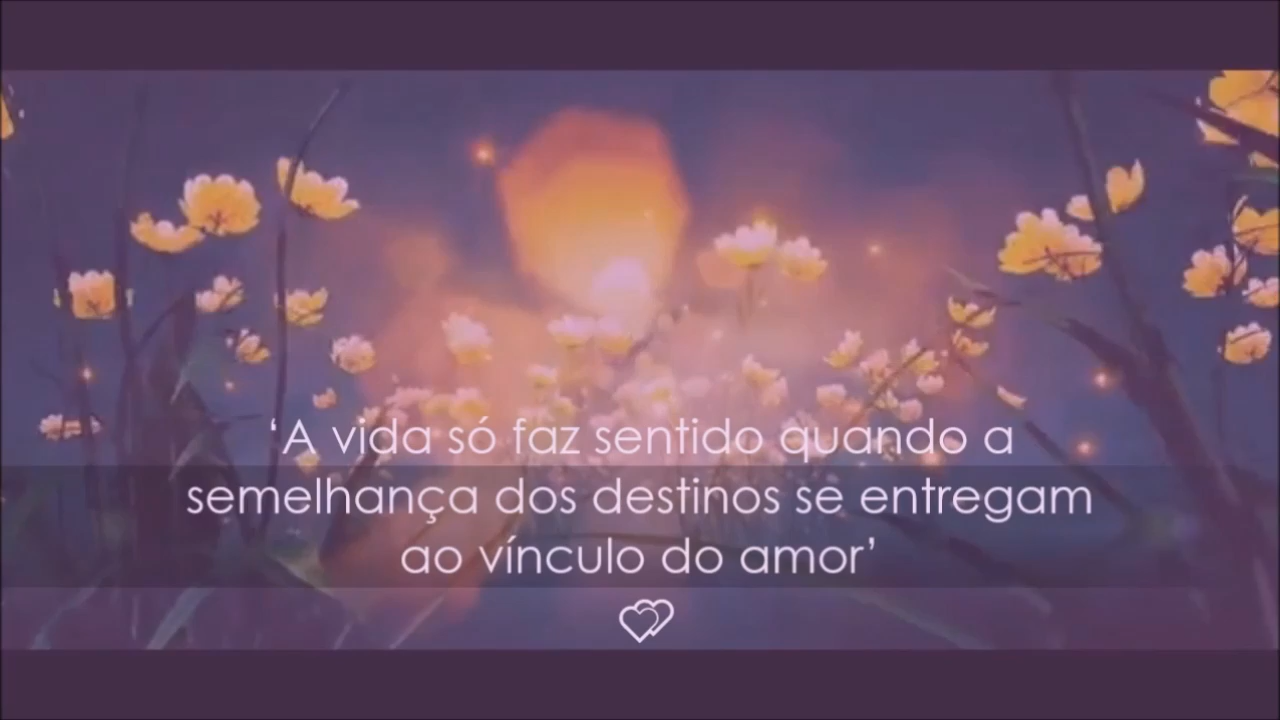 ‘A vida só faz sentido quando a
semelhança dos destinos se entregam
ao vínculo do amor’